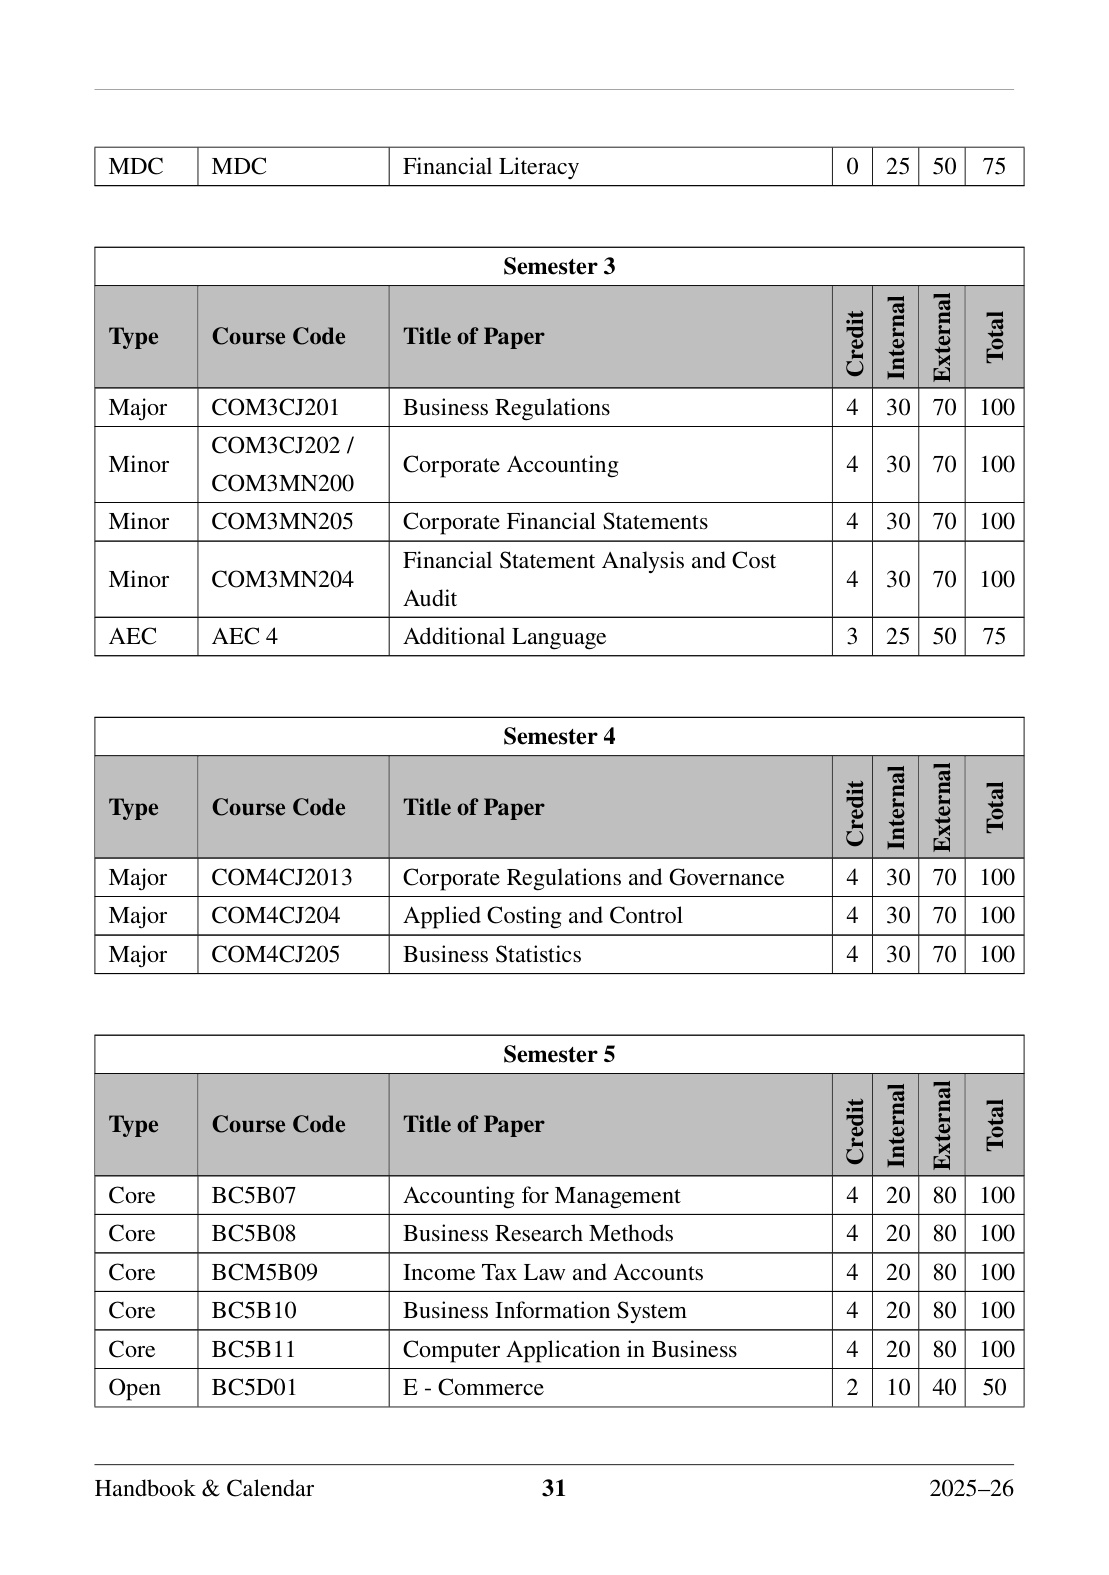 MDC MDC Financial Literacy 0 25 50 75
Semester 3
Type Course Code Title of Paper Credit Internal External Total
Major COM3CJ201 Business Regulations 4 30 70 100
Minor COM3CJ202 / COM3MN200 Corporate Accounting 4 30 70 100
Minor COM3MN205 Corporate Financial Statements 4 30 70 100
Minor COM3MN204 Financial Statement Analysis and Cost Audit 4 30 70 100
AEC AEC 4 Additional Language 3 25 50 75
Semester 4
Type Course Code Title of Paper Credit Internal External Total
Major COM4CJ2013 Corporate Regulations and Governance 4 30 70 100
Major COM4CJ204 Applied Costing and Control 4 30 70 100
Major COM4CJ205 Business Statistics 4 30 70 100
Semester 5
Type Course Code Title of Paper Credit Internal External Total
Core BC5B07 Accounting for Management 4 20 80 100
Core BC5B08 Business Research Methods 4 20 80 100
Core BCM5B09 Income Tax Law and Accounts 4 20 80 100
Core BC5B10 Business Information System 4 20 80 100
Core BC5B11 Computer Application in Business 4 20 80 100
Open BC5D01 E - Commerce 2 10 40 50
Handbook & Calendar 31 2025–26